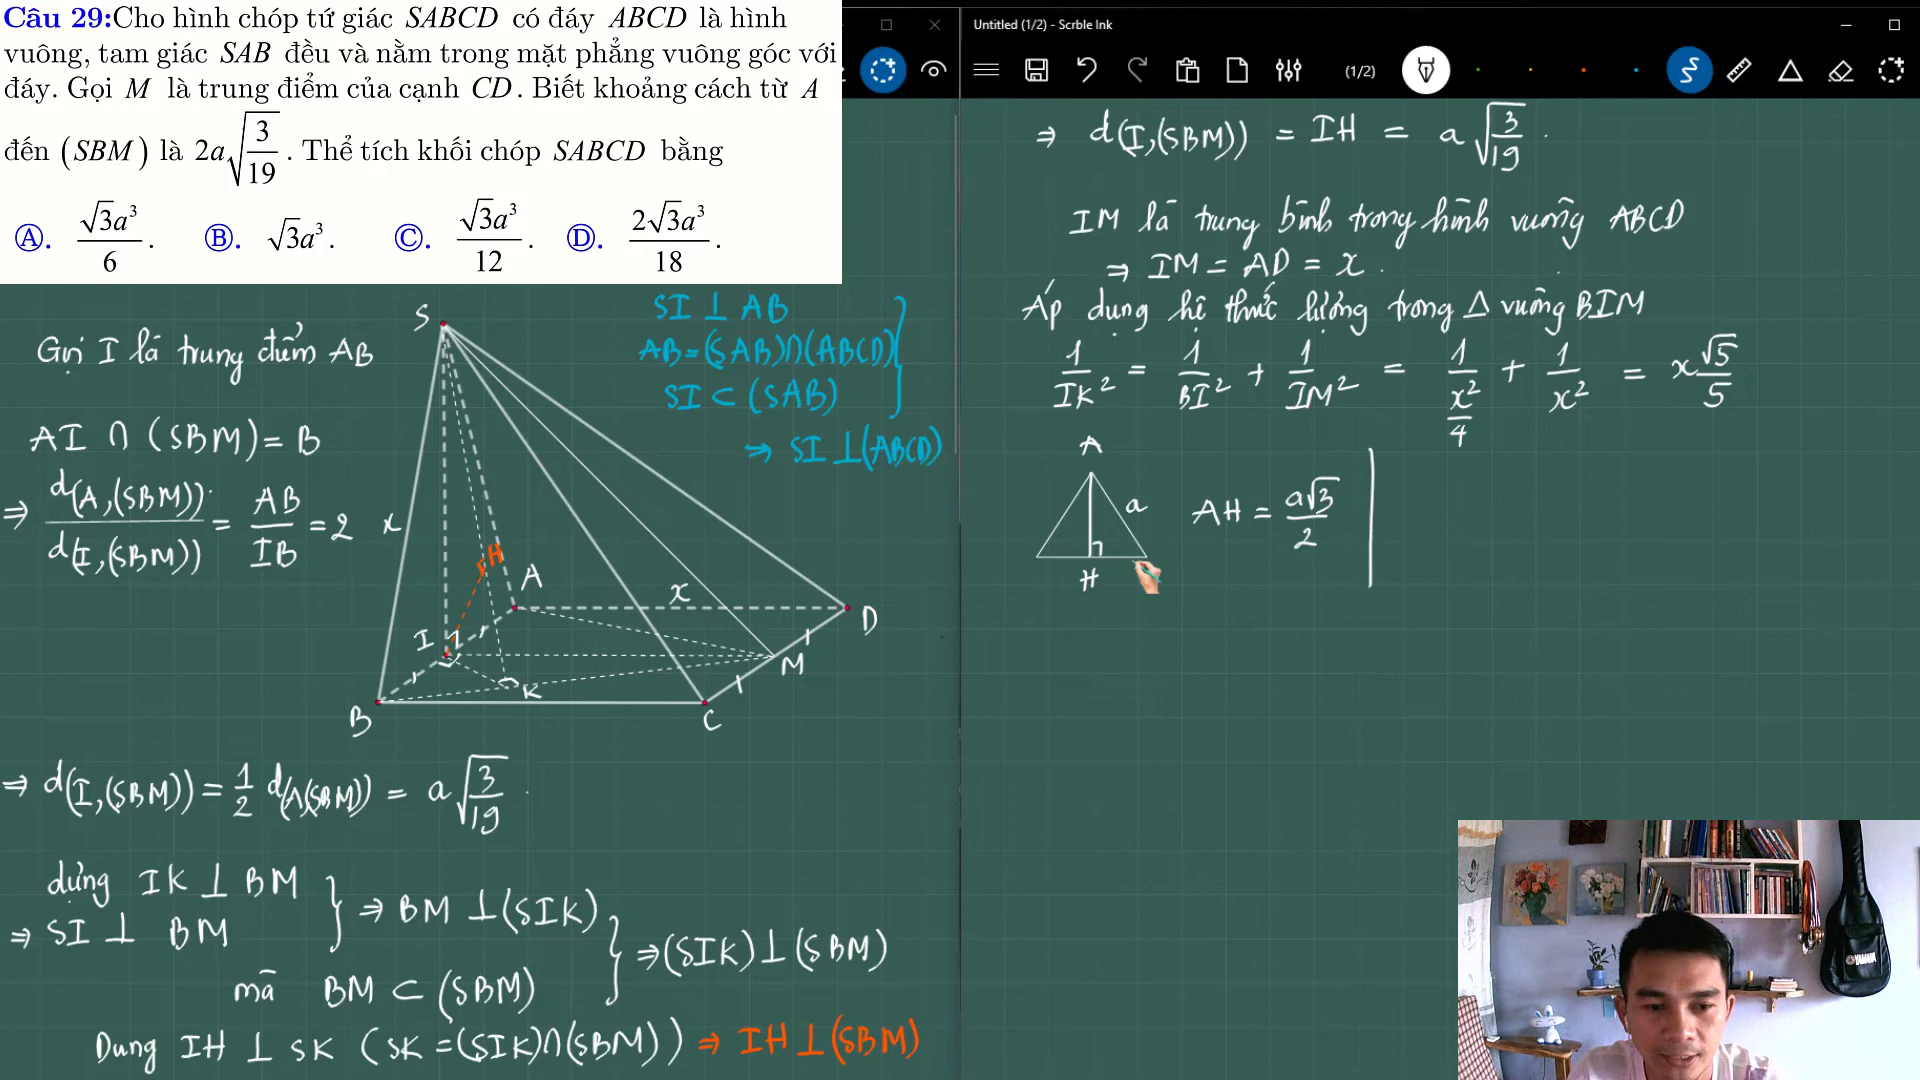 Câu 29:Cho hình chóp tứ giác SABCD có đáy ABCD là hình
vuông, tam giác SAB đều và nằm trong mặt phẳng vuông góc với
đáy. Gọi M là trung điểm của cạnh CD. Biết khoảng cách từ A
đến (SBM) là 2a√(3/19). Thể tích khối chóp SABCD bằng
Ⓐ. √3a³/6. Ⓑ. √3a³. Ⓒ. √3a³/12. Ⓓ. 2√3a³/18.
Gọi I là trung điểm AB
AI ∩ (SBM) = B
⇒ d(A,(SBM))/d(I,(SBM)) = AB/IB = 2
S
x
H
A
x
D
I
M
K
B
C
SI ⊥ AB
AB=(SAB)∩(ABCD)
SI ⊂ (SAB)
⇒ SI ⊥(ABCD)
⇒ d(I,(SBM)) = 1/2 d(A(SBM)) = a√(3/19).
dựng IK ⊥ BM
⇒ SI ⊥ BM
⇒ BM ⊥(SIK)
mà BM ⊂ (SBM)
⇒(SIK)⊥(SBM)
Dung IH ⊥ SK (SK =(SIK)∩(SBM)) ⇒ IH⊥(SBM)
Untitled (1/2) - Scrble Ink
(1/2)
⇒ d(I,(SBM)) = IH = a√(3/19).
IM là trung bình trong hình vuông ABCD
⇒ IM = AD = x.
Áp dụng hệ thức lượng trong Δ vuông BIM
1/IK² = 1/BI² + 1/IM² = 1/(x²/4) + 1/x² = x√5/5
A
a
H
AH = a√3/2
YAMAHA